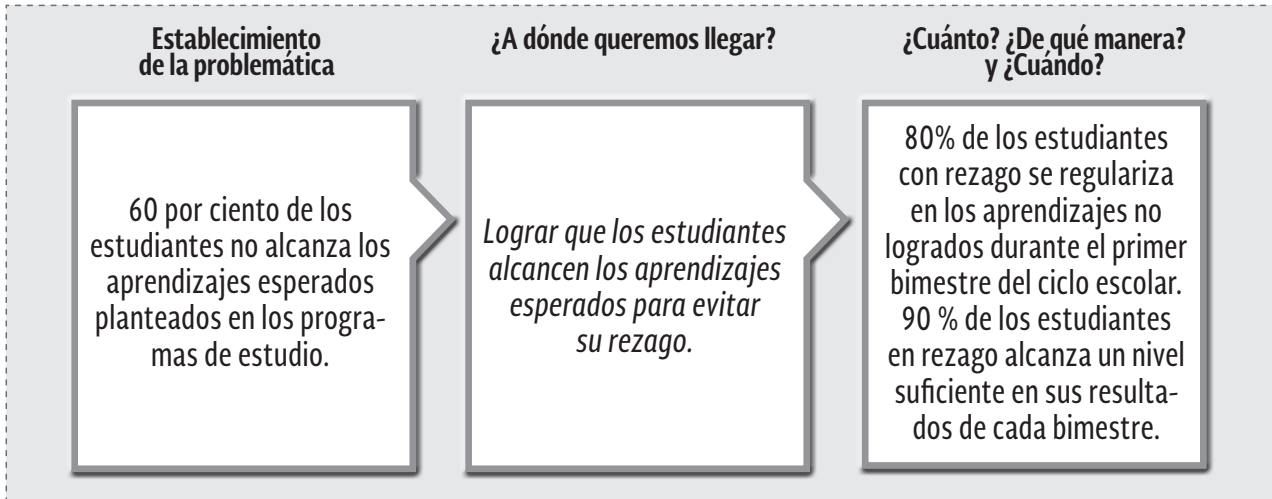 Establecimiento
de la problemática
60 por ciento de los
estudiantes no alcanza los
aprendizajes esperados
planteados en los progra-
mas de estudio.
¿A dónde queremos llegar?
Lograr que los estudiantes
alcancen los aprendizajes
esperados para evitar
su rezago.
¿Cuánto? ¿De qué manera?
y ¿Cuándo?
80% de los estudiantes
con rezago se regulariza
en los aprendizajes no
logrados durante el primer
bimestre del ciclo escolar.
90 % de los estudiantes
en rezago alcanza un nivel
suficiente en sus resulta-
dos de cada bimestre.